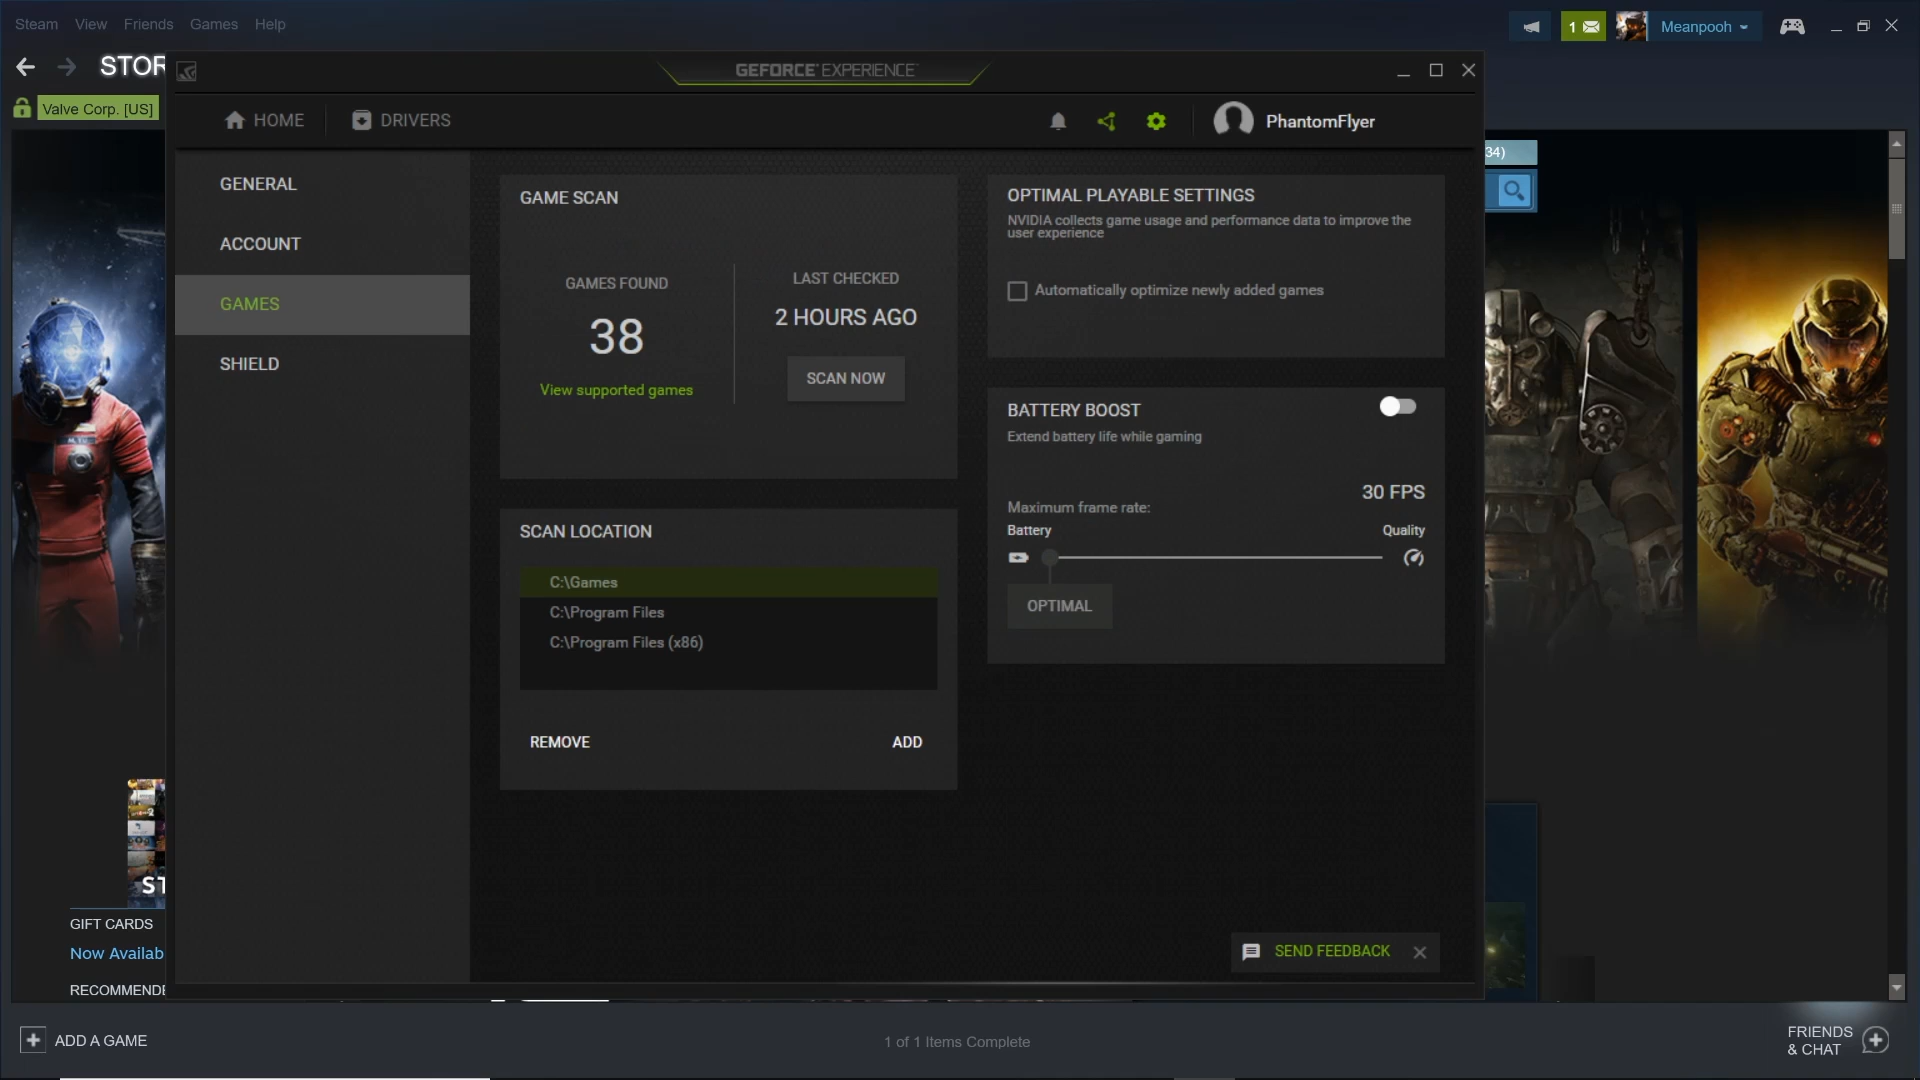 Steam View Friends Games Help
1
Meanpooh
STOR
GEFORCE EXPERIENCE
Valve Corp. [US]
HOME
DRIVERS
PhantomFlyer
34)
GENERAL
ACCOUNT
GAMES
SHIELD
GAME SCAN
GAMES FOUND
38
View supported games
LAST CHECKED
2 HOURS AGO
SCAN NOW
SCAN LOCATION
C:\Games
C:\Program Files
C:\Program Files (x86)
REMOVE
ADD
OPTIMAL PLAYABLE SETTINGS
NVIDIA collects game usage and performance data to improve the
user experience
Automatically optimize newly added games
BATTERY BOOST
Extend battery life while gaming
30 FPS
Maximum frame rate:
Battery
Quality
OPTIMAL
SEND FEEDBACK
ST
GIFT CARDS
Now Availab
RECOMMENDE
ADD A GAME
1 of 1 Items Complete
FRIENDS
& CHAT